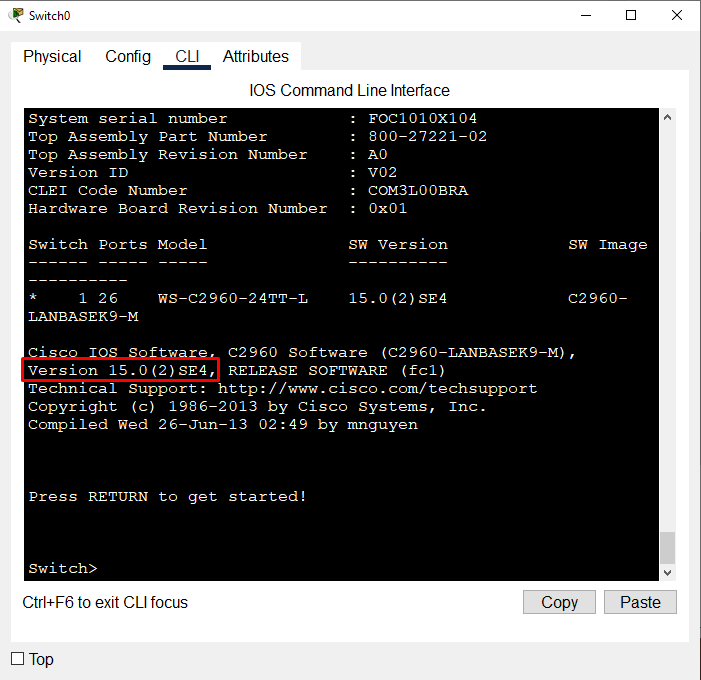 Switch0
Physical Config CLI Attributes
IOS Command Line Interface
System serial number : FOC1010X104
Top Assembly Part Number : 800-27221-02
Top Assembly Revision Number : A0
Version ID : V02
CLEI Code Number : COM3L00BRA
Hardware Board Revision Number : 0x01
Switch Ports Model SW Version SW Image
------ ----- ----- ---------- 
----------
* 1 26 WS-C2960-24TT-L 15.0(2)SE4 C2960-
LANBASEK9-M
Cisco IOS Software, C2960 Software (C2960-LANBASEK9-M),
Version 15.0(2)SE4, RELEASE SOFTWARE (fc1)
Technical Support: http://www.cisco.com/techsupport
Copyright (c) 1986-2013 by Cisco Systems, Inc.
Compiled Wed 26-Jun-13 02:49 by mnguyen
Press RETURN to get started!
Switch>
Ctrl+F6 to exit CLI focus
Copy Paste
Top